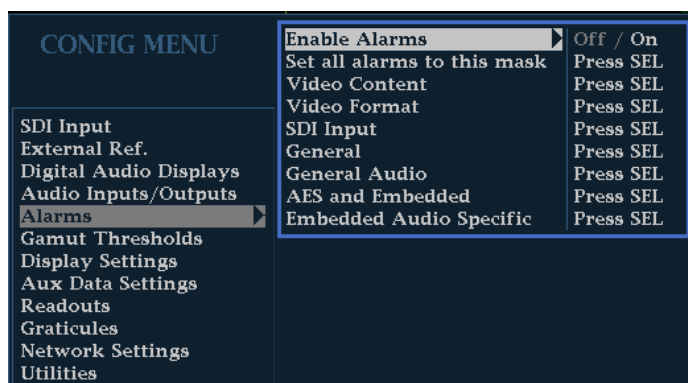 CONFIG MENU
SDI Input
External Ref.
Digital Audio Displays
Audio Inputs/Outputs
Alarms
Gamut Thresholds
Display Settings
Aux Data Settings
Readouts
Graticules
Network Settings
Utilities
Enable Alarms Off / On
Set all alarms to this mask Press SEL
Video Content Press SEL
Video Format Press SEL
SDI Input Press SEL
General Press SEL
General Audio Press SEL
AES and Embedded Press SEL
Embedded Audio Specific Press SEL